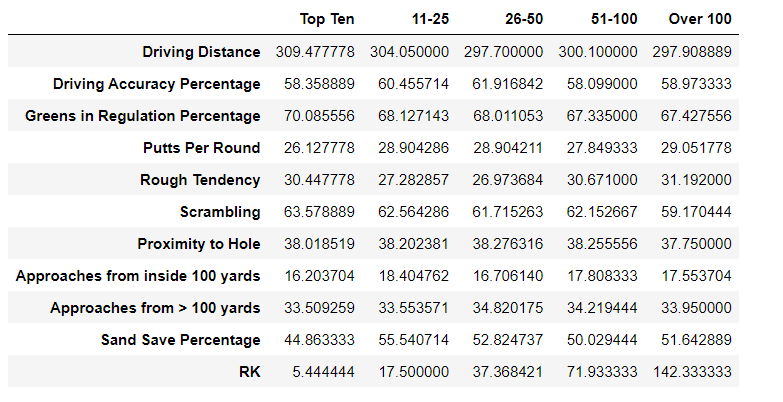 Top Ten 11-25 26-50 51-100 Over 100
Driving Distance 309.477778 304.050000 297.700000 300.100000 297.908889
Driving Accuracy Percentage 58.358889 60.455714 61.916842 58.099000 58.973333
Greens in Regulation Percentage 70.085556 68.127143 68.011053 67.335000 67.427556
Putts Per Round 26.127778 28.904286 28.904211 27.849333 29.051778
Rough Tendency 30.447778 27.282857 26.973684 30.671000 31.192000
Scrambling 63.578889 62.564286 61.715263 62.152667 59.170444
Proximity to Hole 38.018519 38.202381 38.276316 38.255556 37.750000
Approaches from inside 100 yards 16.203704 18.404762 16.706140 17.808333 17.553704
Approaches from > 100 yards 33.509259 33.553571 34.820175 34.219444 33.950000
Sand Save Percentage 44.863333 55.540714 52.824737 50.029444 51.642889
RK 5.444444 17.500000 37.368421 71.933333 142.333333